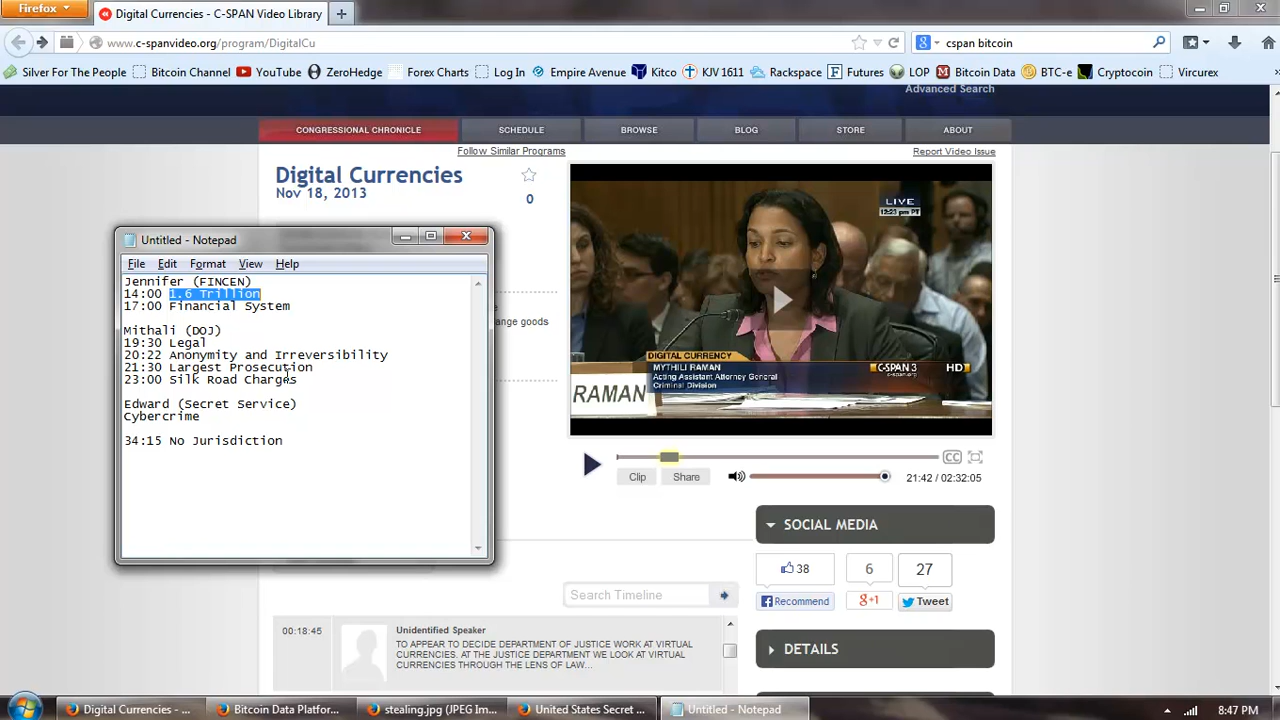 Firefox
Digital Currencies - C-SPAN Video Library
www.c-spanvideo.org/program/DigitalCu
cspan bitcoin
Silver For The People
Bitcoin Channel
YouTube
ZeroHedge
Forex Charts
Log In
Empire Avenue
Kitco
KJV 1611
Rackspace
Futures
LOP
Bitcoin Data
BTC-e
Cryptocoin
Vircurex
Advanced Search
CONGRESSIONAL CHRONICLE
SCHEDULE
BROWSE
BLOG
STORE
ABOUT
Follow Similar Programs
Report Video Issue
Digital Currencies
Nov 18, 2013
0
LIVE
DIGITAL CURRENCY
MYTHILI RAMAN
Acting Assistant Attorney General
Criminal Division
C-SPAN 3
HD
RAMAN
Untitled - Notepad
File Edit Format View Help
Jennifer (FINCEN)
14:00 1.6 Trillion
17:00 Financial System
Mithali (DOJ)
19:30 Legal
20:22 Anonymity and Irreversibility
21:30 Largest Prosecution
23:00 Silk Road Charges
Edward (Secret Service)
Cybercrime
34:15 No Jurisdiction
ange goods
CC
Clip
Share
21:42 / 02:32:05
SOCIAL MEDIA
38
6
27
Recommend
+1
Tweet
Search Timeline
00:18:45
Unidentified Speaker
TO APPEAR TO DECIDE DEPARTMENT OF JUSTICE WORK AT VIRTUAL
CURRENCIES. AT THE JUSTICE DEPARTMENT WE LOOK AT VIRTUAL
CURRENCIES THROUGH THE LENS OF LAW...
DETAILS
Digital Currencies - ...
Bitcoin Data Platfor...
stealing.jpg (JPEG Im...
United States Secret ...
Untitled - Notepad
8:47 PM